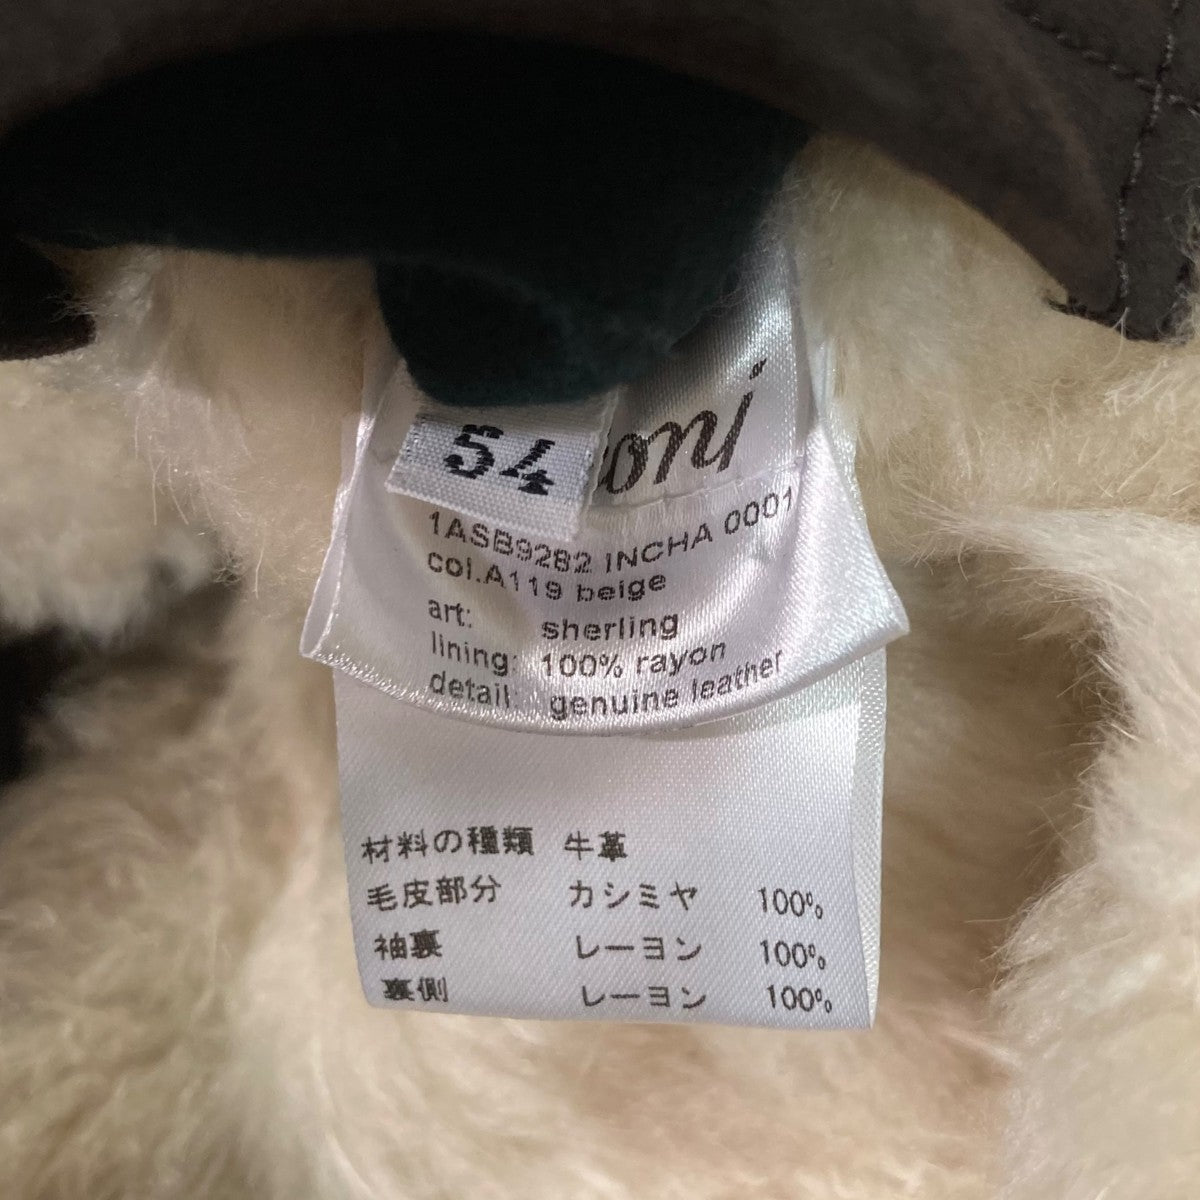 54
1ASB9282 INCHA 0001
col.A119 beige
art: sherling
lining: 100% rayon
detail genuine leather
材料の種類 牛革
毛皮部分 カシミヤ 100%
袖裏 レーヨン 100%
裏側 レーヨン 100%